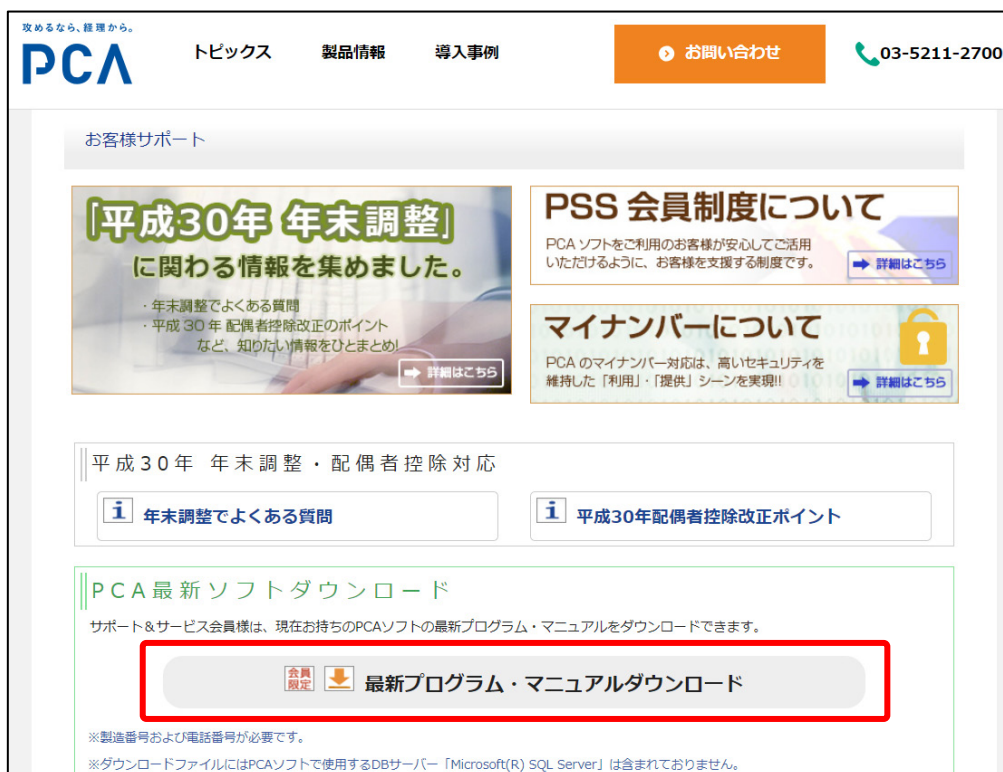 攻めるなら、経理から。
PCA
トピックス 製品情報 導入事例 お問い合わせ 03-5211-2700
お客様サポート
「平成30年 年末調整」
に関わる情報を集めました。
・年末調整でよくある質問
・平成30年 配偶者控除改正のポイント
など、知りたい情報をひとまとめ!
詳細はこちら
PSS 会員制度について
PCA ソフトをご利用のお客様が安心してご活用
いただけるように、お客様を支援する制度です。
詳細はこちら
マイナンバーについて
PCA のマイナンバー対応は、高いセキュリティを
維持した「利用」・「提供」シーンを実現!!
詳細はこちら
平成30年 年末調整・配偶者控除対応
年末調整でよくある質問
平成30年配偶者控除改正ポイント
PCA最新ソフトダウンロード
サポート&サービス会員様は、現在お持ちのPCAソフトの最新プログラム・マニュアルをダウンロードできます。
会員限定 最新プログラム・マニュアルダウンロード
※製造番号および電話番号が必要です。
※ダウンロードファイルにはPCAソフトで使用するDBサーバー「Microsoft(R) SQL Server」は含まれておりません。